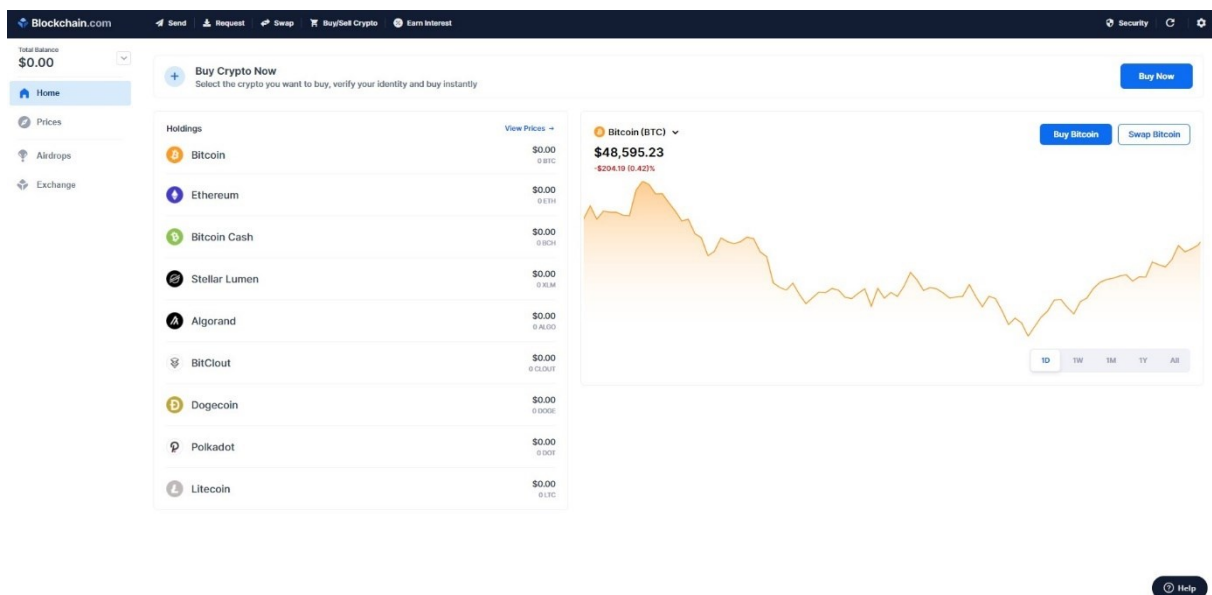 Blockchain.com
Send
Request
Swap
Buy/Sell Crypto
Earn Interest
Security
Total Balance
$0.00
Home
Prices
Airdrops
Exchange
Buy Crypto Now
Select the crypto you want to buy, verify your identity and buy instantly
Buy Now
Holdings
View Prices →
Bitcoin
$0.00
0 BTC
Ethereum
$0.00
0 ETH
Bitcoin Cash
$0.00
0 BCH
Stellar Lumen
$0.00
0 XLM
Algorand
$0.00
0 ALGO
BitClout
$0.00
0 CLOUT
Dogecoin
$0.00
0 DOGE
Polkadot
$0.00
0 DOT
Litecoin
$0.00
0 LTC
Bitcoin (BTC)
$48,595.23
-$204.19 (0.42)%
Buy Bitcoin
Swap Bitcoin
1D 1W 1M 1Y All
Help